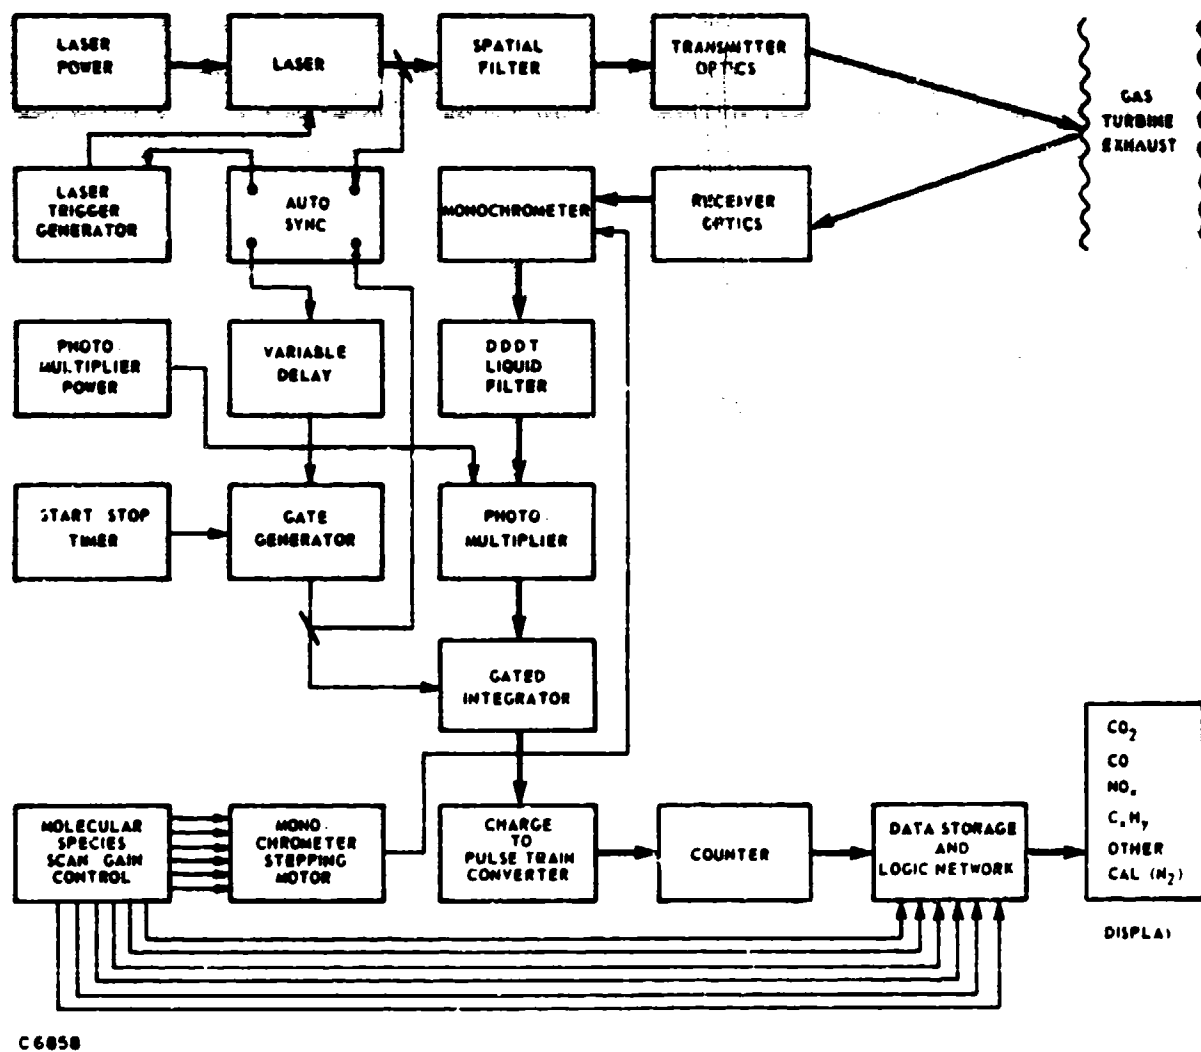 LASER
POWER
LASER
SPATIAL
FILTER
TRANSMITTER
OPTICS
GAS
TURBINE
EXHAUST
LASER
TRIGGER
GENERATOR
AUTO
SYNC
MONOCHROMETER
RECEIVER
OPTICS
PHOTO
MULTIPLIER
POWER
VARIABLE
DELAY
DDDT
LIQUID
FILTER
START STOP
TIMER
GATE
GENERATOR
PHOTO
MULTIPLIER
GATED
INTEGRATOR
MOLECULAR
SPECIES
SCAN GAIN
CONTROL
MONO
CHROMETER
STEPPING
MOTOR
CHARGE
TO
PULSE TRAIN
CONVERTER
COUNTER
DATA STORAGE
AND
LOGIC NETWORK
CO₂
CO
NOₓ
CₓHᵧ
OTHER
CAL (N₂)
DISPLAY
C6858